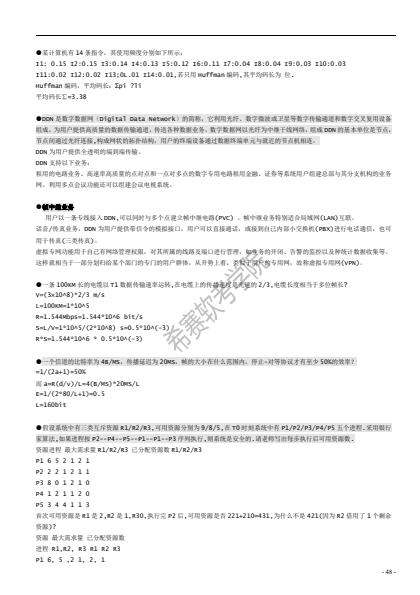 ●某计算机有 14 条指令，其使用频度分别如下所示：
I1: 0.15 I2:0.15 I3:0.14 I4:0.13 I5:0.12 I6:0.11 I7:0.04 I8:0.04 I9:0.03 I10:0.03
I11:0.02 I12:0.02 I13;0L.01 I14:0.01,若只用 Huffman 编码,其平均码长为 位.
HUFFMAN 编码，平均码长：Σpi ?li
平均码长∑=3.38
●DDN 是数字数据网（Digital Data Network）的简称，它利用光纤、数字微波或卫星等数字传输通道和数字交叉复用设备
组成，为用户提供高质量的数据传输通道，传送各种数据业务。数字数据网以光纤为中继干线网络，组成 DDN 的基本单位是节点，
节点间通过光纤连接,构成网状的拓扑结构，用户的终端设备通过数据终端单元与就近的节点机相连。
DDN 为用户提供全透明的端到端传输。
DDN 支持以下业务：
租用的电路业务、高速率高质量的点对点和一点对多点的数字专用电路租用金融、证券等系统用户组建总部与其分支机构的业务
网，利用多点会议功能还可以组建会议电视系统。
●帧中继业务
用户以一条专线接入 DDN,可以同时与多个点建立帧中继电路(PVC) 。帧中继业务特别适合局域网(LAN)互联。
话音/传真业务，DDN 为用户提供带信令的模拟接口，用户可以直接通话，或接到自己内部小交换机(PBX)进行电话通信，也可
用于传真(三类传真)。
虚拟专网功能用于自己有网络管理权限，对其所属的线路及端口进行管理，如业务的开闭、告警的监控以及种统计数据收集等。
这样就相当于一部分划归给某个部门的专门的用户群体，从开势上看，类似于部门的专用网，故称虚拟专用网(VPN)。
●一条 100KM 长的电缆以 T1 数据传输速率运转,在电缆上的传播速度是光速的 2/3,电缆长度相当于多位帧长?
V=(3x10^8)*2/3 m/s
L=100KM=1*10^5
R=1.544Mbps=1.544*10^6 bit/s
S=L/V=1*10^5/(2*10^8) s=0.5*10^(-3)
R*S=1.544*10^6 * 0.5*10^(-3)
●一个信道的比特率为 4B/MS，传播延迟为 20MS，帧的大小在什么范围内，停止-对等协议才有至少 50%的效率?
=1/(2a+1)=50%
而 a=R(d/v)/L=4(B/MS)*20MS/L
E=1/(2*80/L+1)=0.5
L=160bit
●假设系统中有三类互斥资源 R1/R2/R3,可用资源分别为 9/8/5,在 T0 时刻系统中有 P1/P2/P3/P4/P5 五个进程.采用银行
家算法,如果进程按 P2--P4--P5--P1--P1--P3 序列执行,则系统是安全的.请老师写出每步执行后可用资源数.
资源进程 最大需求量 R1/R2/R3 已分配资源数 R1/R2/R3
P1 6 5 2 1 2 1
P2 2 2 1 2 1 1
P3 8 0 1 2 1 0
P4 1 2 1 1 2 0
P5 3 4 4 1 1 3
首次可用资源是 R1 是 2,R2 是 1,R30,执行完 P2 后,可用资源是否 221+210=431,为什么不是 421(因为 R2 借用了 1 个剩余
资源)?
资源 最大需求量 已分配资源数
进程 R1,R2, R3 R1 R2 R3
P1 6, 5 ,2 1, 2, 1
希赛软考学院
- 48 -